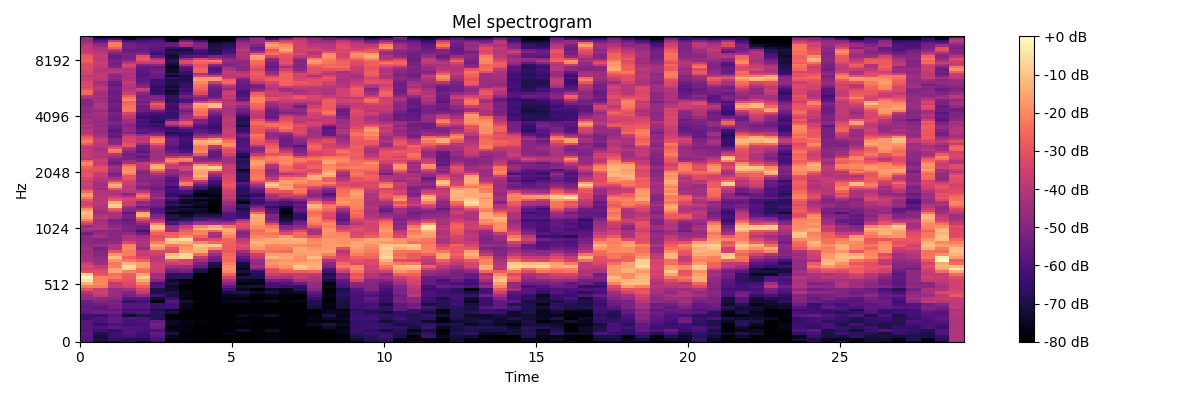 Mel spectrogram
Hz
8192
4096
2048
1024
512
0
0 5 10 15 20 25
Time
+0 dB
-10 dB
-20 dB
-30 dB
-40 dB
-50 dB
-60 dB
-70 dB
-80 dB